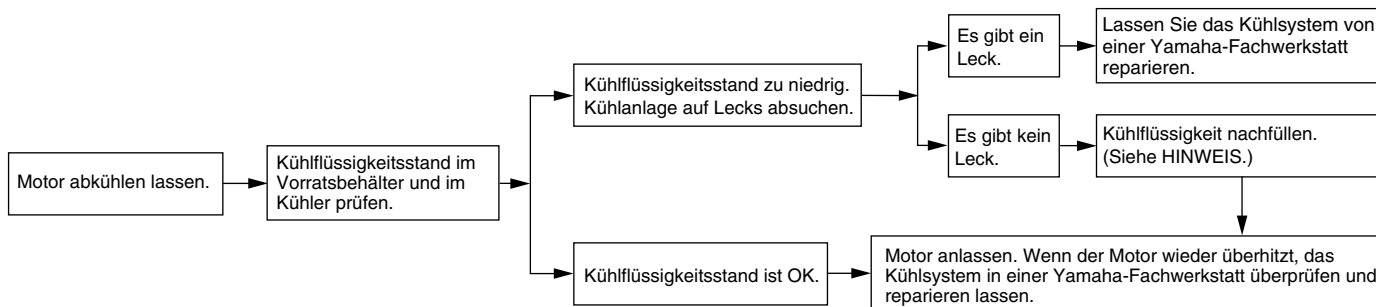 Motor abkühlen lassen.
Kühlflüssigkeitsstand im
Vorratsbehälter und im
Kühler prüfen.
Kühlflüssigkeitsstand zu niedrig.
Kühlanlage auf Lecks absuchen.
Es gibt ein
Leck.
Lassen Sie das Kühlsystem von
einer Yamaha-Fachwerkstatt
reparieren.
Es gibt kein
Leck.
Kühlflüssigkeit nachfüllen.
(Siehe HINWEIS.)
Kühlflüssigkeitsstand ist OK.
Motor anlassen. Wenn der Motor wieder überhitzt, das
Kühlsystem in einer Yamaha-Fachwerkstatt überprüfen und
reparieren lassen.